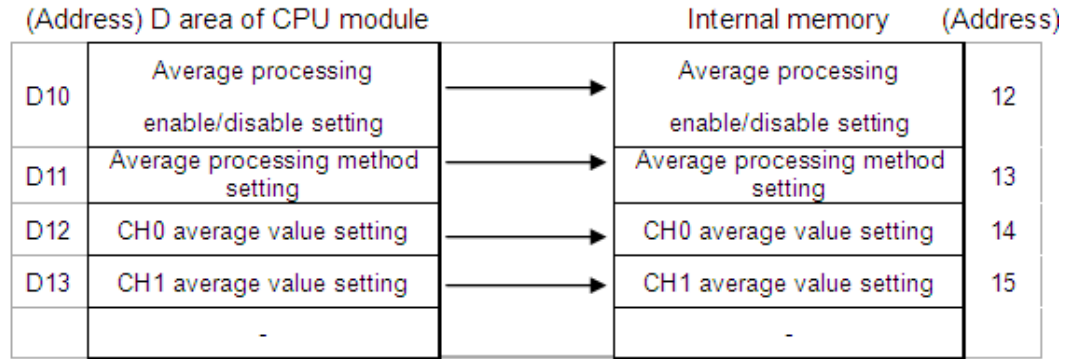 (Address) D area of CPU module Internal memory (Address)
Average processing Average processing
D10 12
enable/disable setting enable/disable setting
Average processing method Average processing method
D11 13
setting setting
D12 CH0 average value setting CH0 average value setting 14
D13 CH1 average value setting CH1 average value setting 15
- -